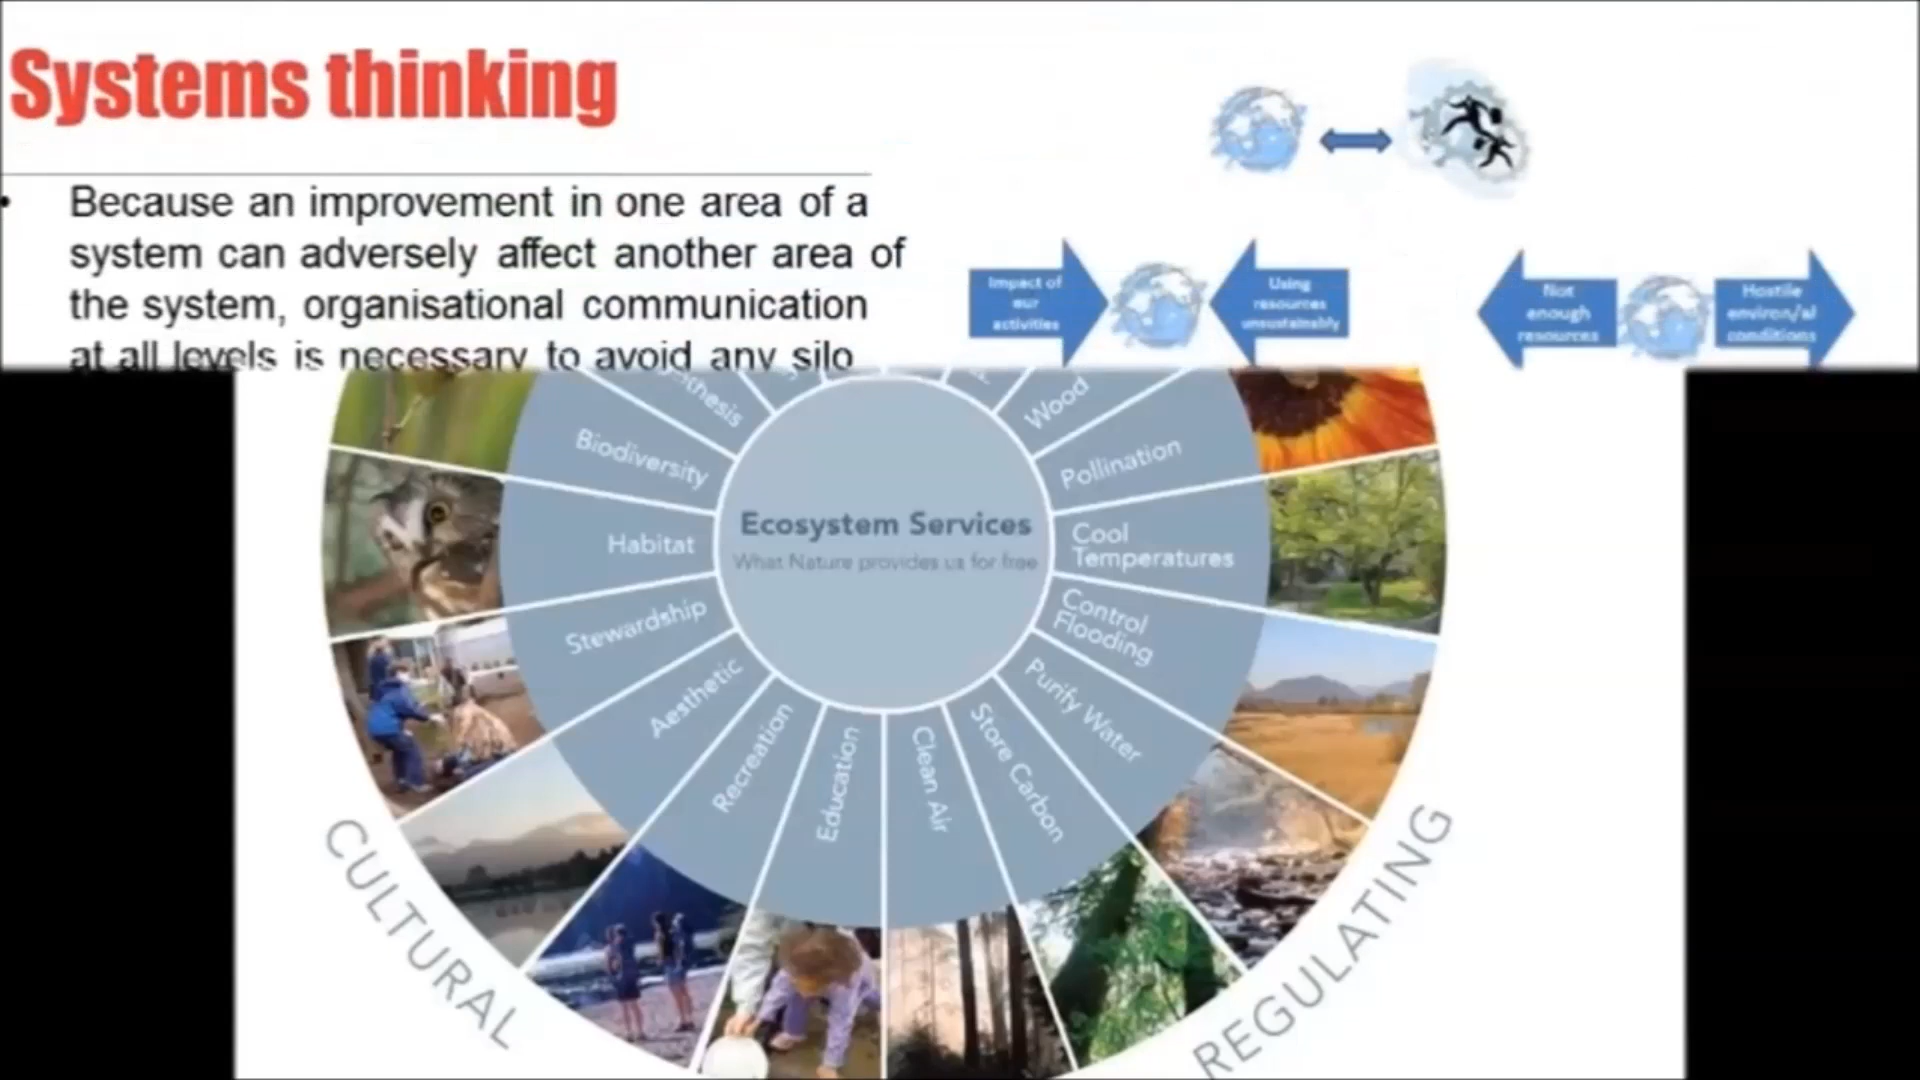 Systems thinking
• Because an improvement in one area of a
system can adversely affect another area of
the system, organisational communication
at all levels is necessary to avoid any silo
Impact of
our
activities
Using
resources
unsustainably
Not
enough
resources
Hostile
environ/al
conditions
Wood
Biodiversity
Pollination
Habitat
Ecosystem Services
What Nature provides us for free
Cool
Temperatures
Stewardship
Control
Flooding
Aesthetic
Purify Water
Recreation
Education
Clean Air
Store Carbon
CULTURAL
REGULATING